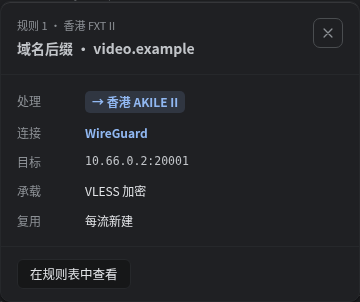 规则 1 · 香港 FXT II
域名后缀 · video.example
处理 → 香港 AKILE II
连接 WireGuard
目标 10.66.0.2:20001
承载 VLESS 加密
复用 每流新建
在规则表中查看